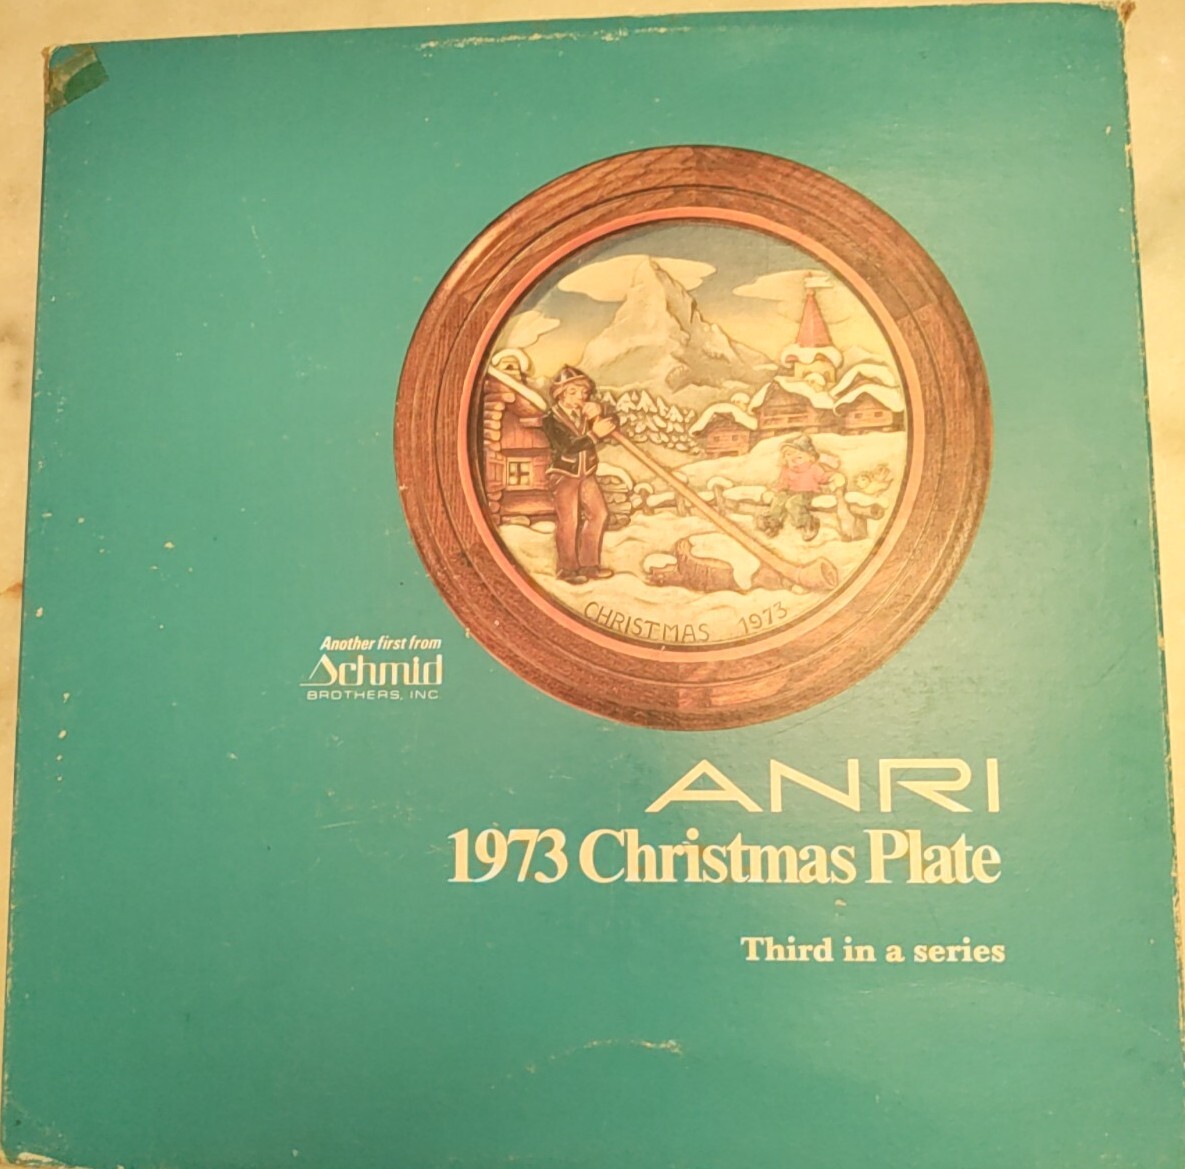 CHRISTMAS 1973
Another first from
Schmid
BROTHERS, INC
ANRI
1973 Christmas Plate
Third in a series